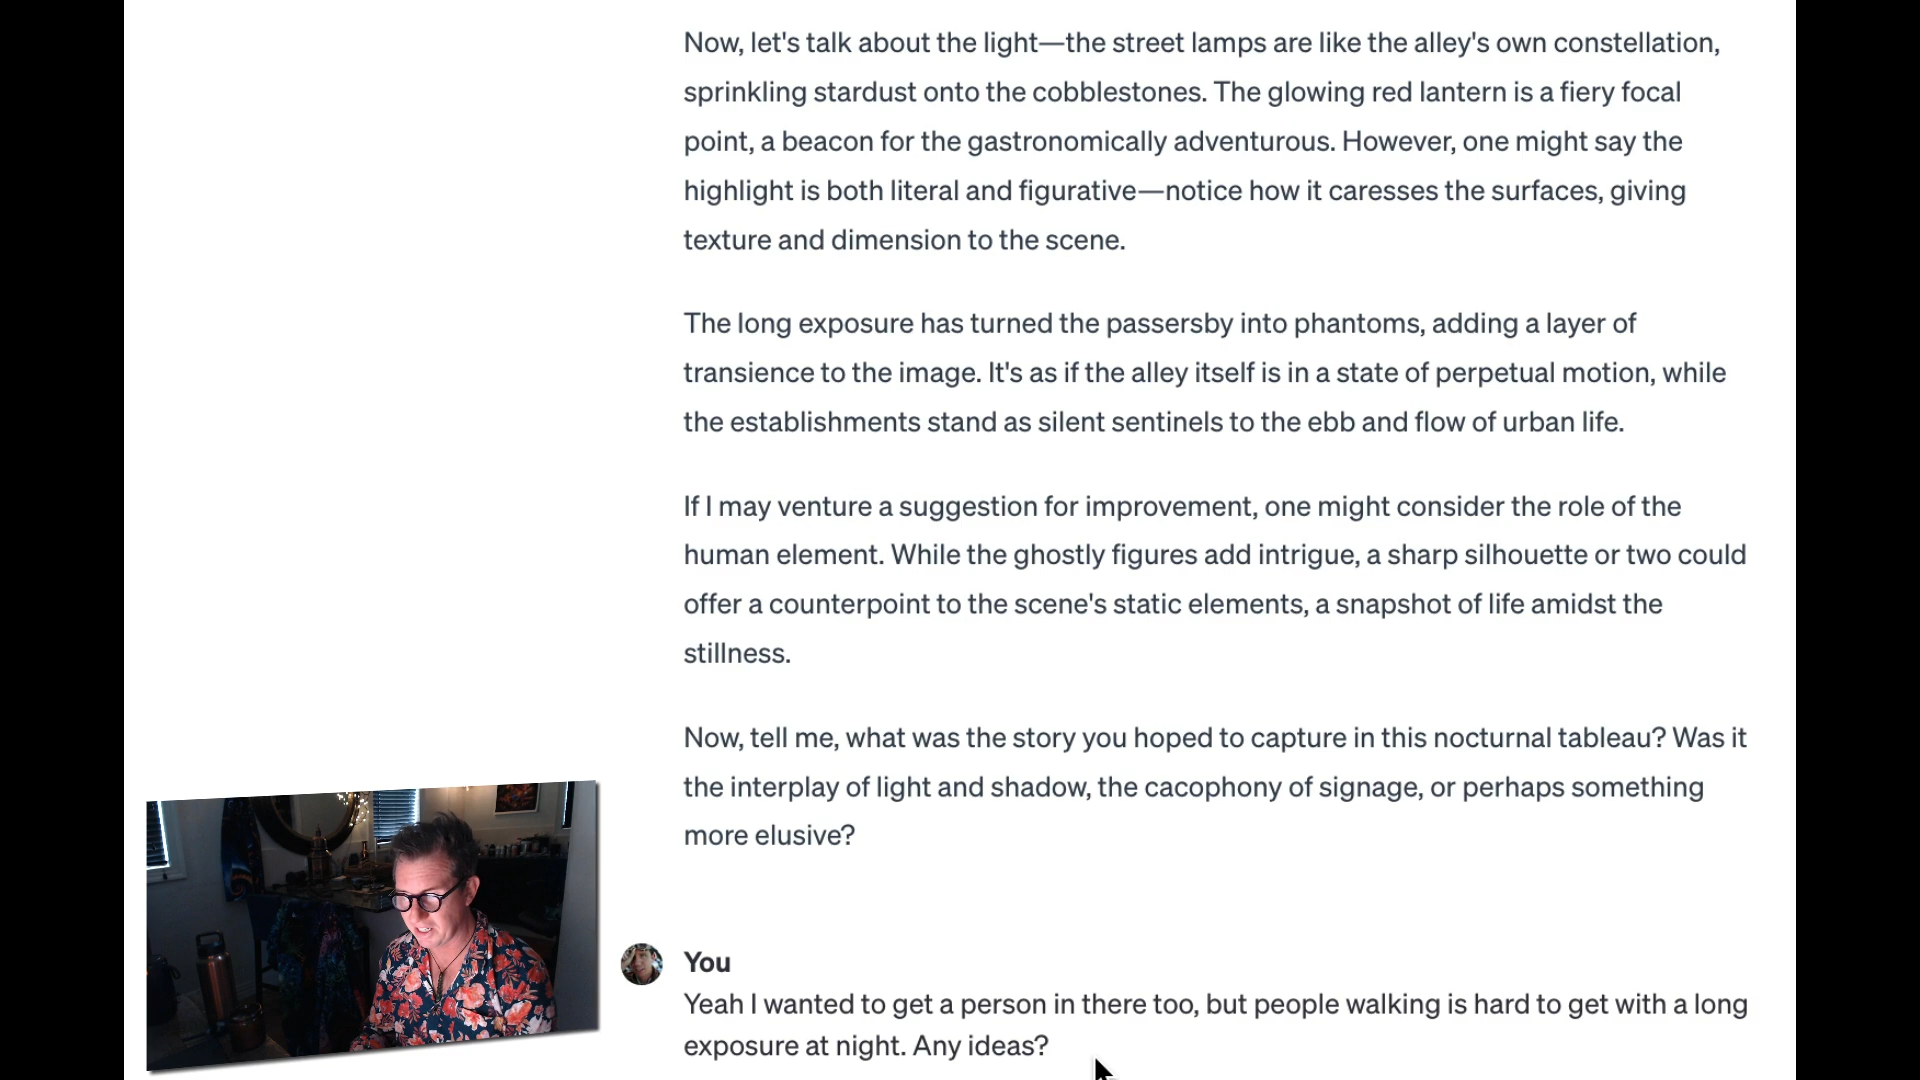 Now, let's talk about the light—the street lamps are like the alley's own constellation,
sprinkling stardust onto the cobblestones. The glowing red lantern is a fiery focal
point, a beacon for the gastronomically adventurous. However, one might say the
highlight is both literal and figurative—notice how it caresses the surfaces, giving
texture and dimension to the scene.
The long exposure has turned the passersby into phantoms, adding a layer of
transience to the image. It's as if the alley itself is in a state of perpetual motion, while
the establishments stand as silent sentinels to the ebb and flow of urban life.
If I may venture a suggestion for improvement, one might consider the role of the
human element. While the ghostly figures add intrigue, a sharp silhouette or two could
offer a counterpoint to the scene's static elements, a snapshot of life amidst the
stillness.
Now, tell me, what was the story you hoped to capture in this nocturnal tableau? Was it
the interplay of light and shadow, the cacophony of signage, or perhaps something
more elusive?
You
Yeah I wanted to get a person in there too, but people walking is hard to get with a long
exposure at night. Any ideas?